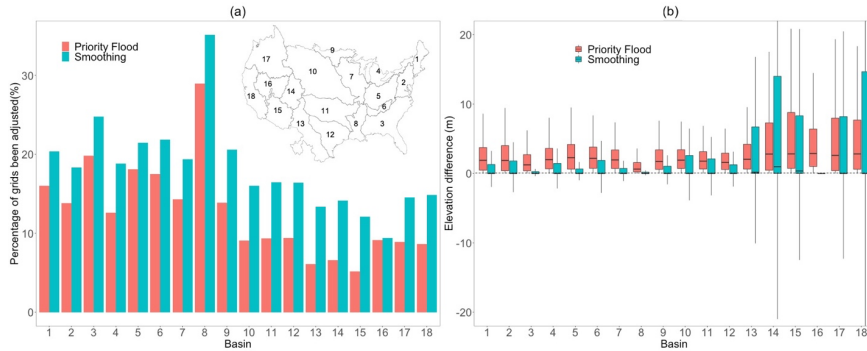 (a)
Percentage of grids been adjusted(%)
0
10
20
30
Priority Flood
Smoothing
1
2
3
4
5
6
7
8
9
10
11
12
13
14
15
16
17
18
1 2 3 4 5 6 7 8 9 10 11 12 13 14 15 16 17 18
Basin
(b)
Elevation difference (m)
20
10
0
-10
-20
Priority Flood
Smoothing
1 2 3 4 5 6 7 8 9 10 11 12 13 14 15 16 17 18
Basin